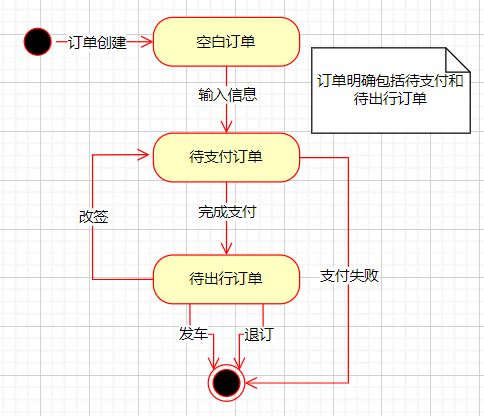 订单创建
空白订单
订单明确包括待支付和
待出行订单
输入信息
待支付订单
改签
完成支付
支付失败
待出行订单
发车
退订